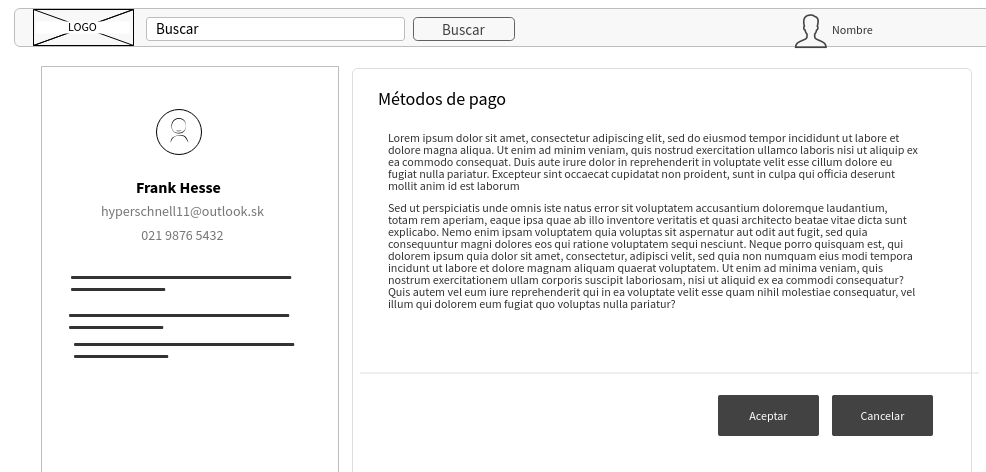 LOGO
Buscar
Buscar
Nombre
Frank Hesse
hyperschnell11@outlook.sk
021 9876 5432
Métodos de pago
Lorem ipsum dolor sit amet, consectetur adipiscing elit, sed do eiusmod tempor incididunt ut labore et
dolore magna aliqua. Ut enim ad minim veniam, quis nostrud exercitation ullamco laboris nisi ut aliquip ex
ea commodo consequat. Duis aute irure dolor in reprehenderit in voluptate velit esse cillum dolore eu
fugiat nulla pariatur. Excepteur sint occaecat cupidatat non proident, sunt in culpa qui officia deserunt
mollit anim id est laborum
Sed ut perspiciatis unde omnis iste natus error sit voluptatem accusantium doloremque laudantium,
totam rem aperiam, eaque ipsa quae ab illo inventore veritatis et quasi architecto beatae vitae dicta sunt
explicabo. Nemo enim ipsam voluptatem quia voluptas sit aspernatur aut odit aut fugit, sed quia
consequuntur magni dolores eos qui ratione voluptatem sequi nesciunt. Neque porro quisquam est, qui
dolorem ipsum quia dolor sit amet, consectetur, adipisci velit, sed quia non numquam eius modi tempora
incidunt ut labore et dolore magnam aliquam quaerat voluptatem. Ut enim ad minima veniam, quis
nostrum exercitationem ullam corporis suscipit laboriosam, nisi ut aliquid ex ea commodi consequatur?
Quis autem vel eum iure reprehenderit qui in ea voluptate velit esse quam nihil molestiae consequatur, vel
illum qui dolorem eum fugiat quo voluptas nulla pariatur?
Aceptar
Cancelar